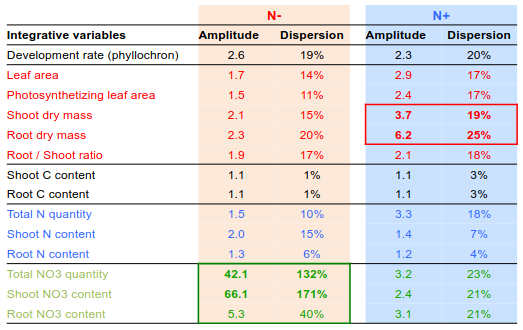 N- N+
Integrative variables Amplitude Dispersion Amplitude Dispersion
Development rate (phyllochron) 2.6 19% 2.3 20%
Leaf area 1.7 14% 2.9 17%
Photosynthetizing leaf area 1.5 11% 2.4 17%
Shoot dry mass 2.1 15% 3.7 19%
Root dry mass 2.3 20% 6.2 25%
Root / Shoot ratio 1.9 17% 2.1 18%
Shoot C content 1.1 1% 1.1 3%
Root C content 1.1 1% 1.1 3%
Total N quantity 1.5 10% 3.3 18%
Shoot N content 2.0 15% 1.4 7%
Root N content 1.3 6% 1.2 4%
Total NO3 quantity 42.1 132% 3.2 23%
Shoot NO3 content 66.1 171% 2.4 21%
Root NO3 content 5.3 40% 3.1 21%